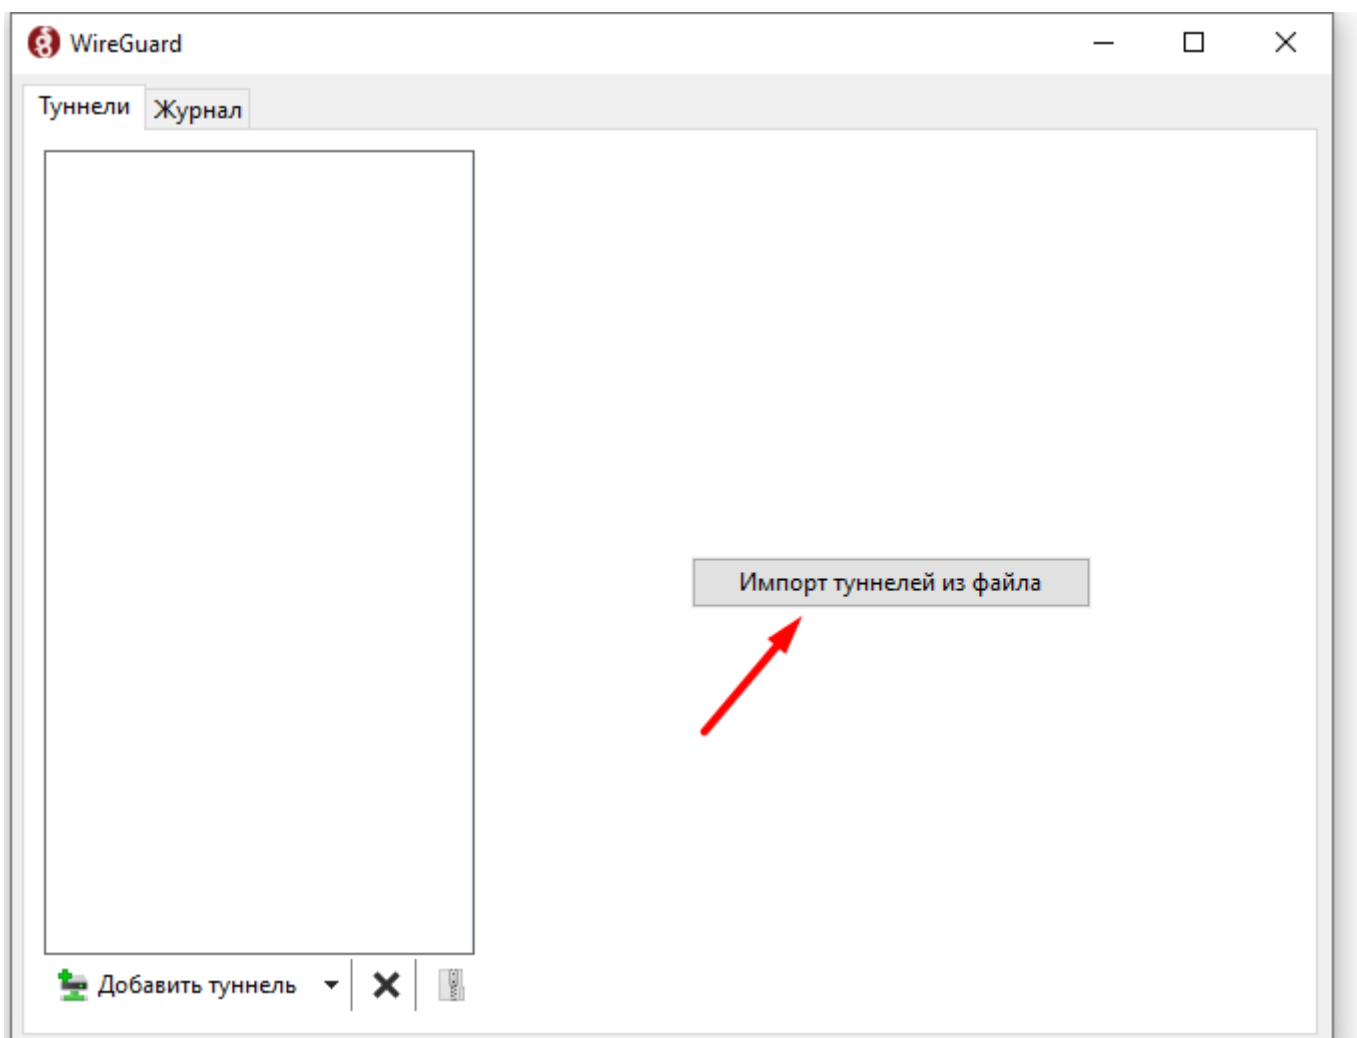 WireGuard
Туннели
Журнал
Импорт туннелей из файла
Добавить туннель